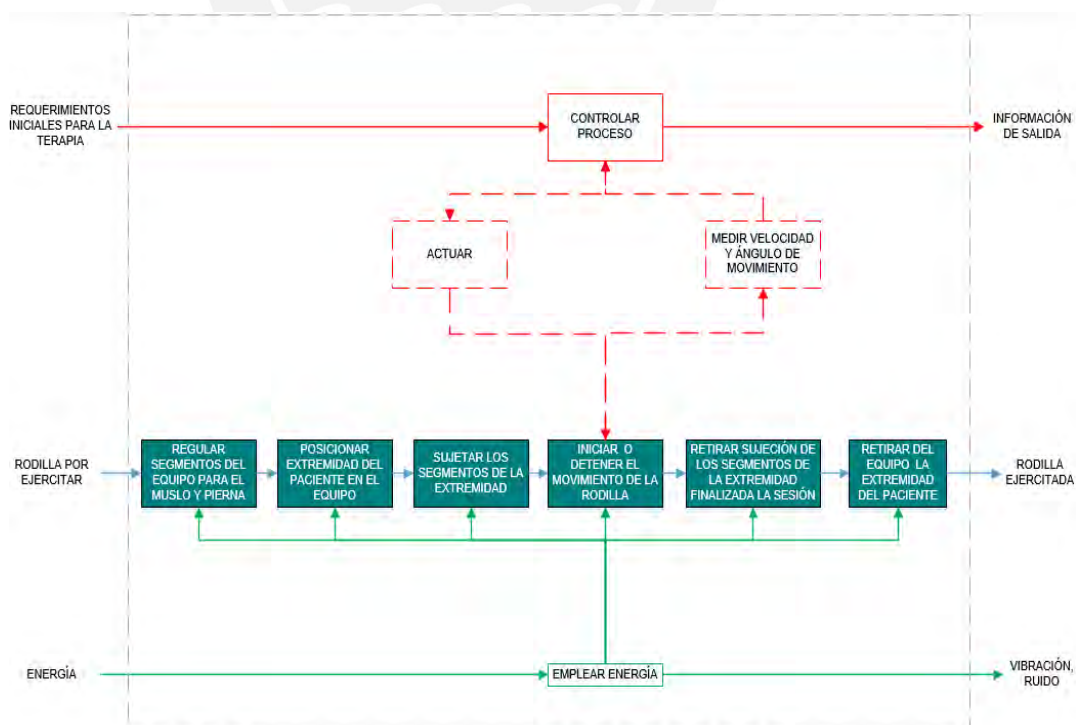 REQUERIMIENTOS
INICIALES PARA LA
TERAPIA
CONTROLAR
PROCESO
INFORMACIÓN
DE SALIDA
ACTUAR
MEDIR VELOCIDAD
Y ÁNGULO DE
MOVIMIENTO
RODILLA POR
EJERCITAR
REGULAR
SEGMENTOS DEL
EQUIPO PARA EL
MUSLO Y PIERNA
POSICIONAR
EXTREMIDAD DEL
PACIENTE EN EL
EQUIPO
SUJETAR LOS
SEGMENTOS DE LA
EXTREMIDAD
INICIAR O
DETENER EL
MOVIMIENTO DE LA
RODILLA
RETIRAR SUJECIÓN DE
LOS SEGMENTOS DE
LA EXTREMIDAD
FINALIZADA LA SESIÓN
RETIRAR DEL
EQUIPO LA
EXTREMIDAD
DEL PACIENTE
RODILLA
EJERCITADA
ENERGÍA
EMPLEAR ENERGÍA
VIBRACIÓN,
RUIDO